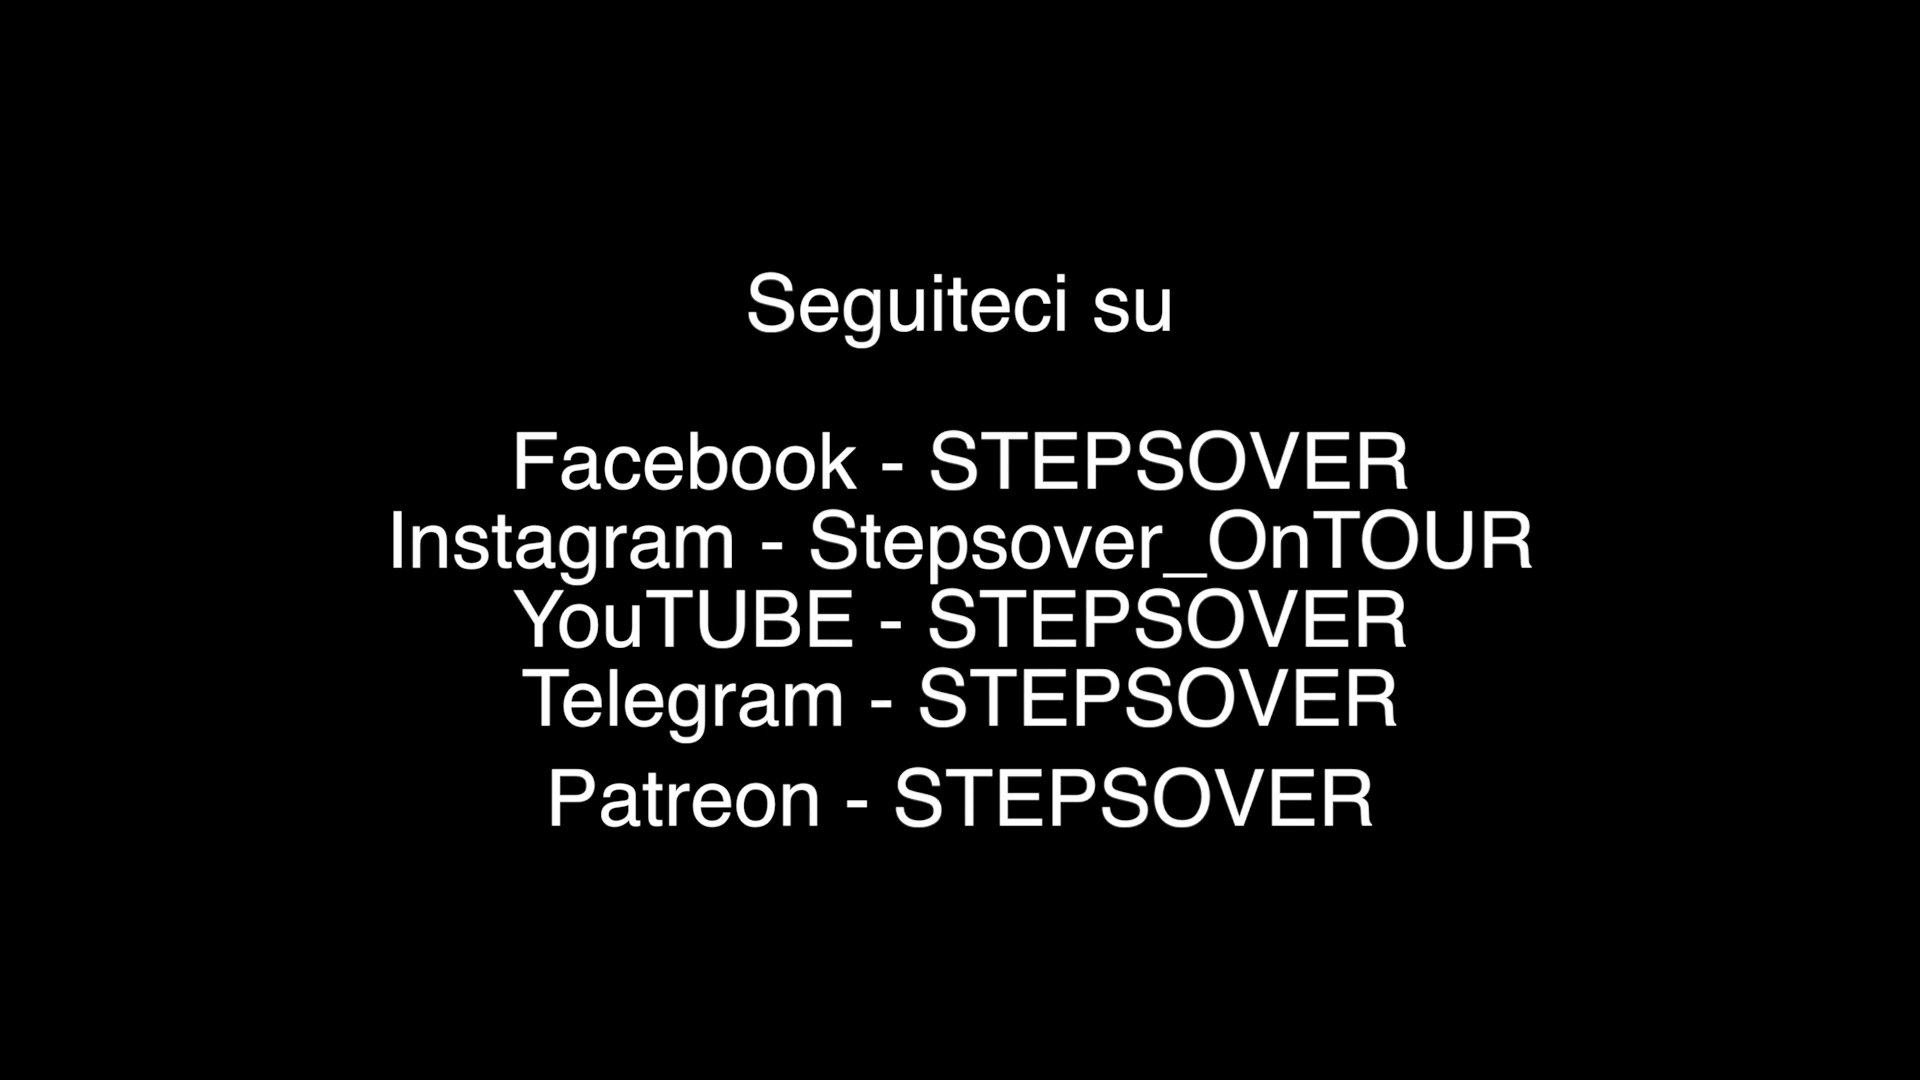 Seguiteci su
Facebook - STEPSOVER
Instagram - Stepsover_OnTOUR
YouTUBE - STEPSOVER
Telegram - STEPSOVER
Patreon - STEPSOVER